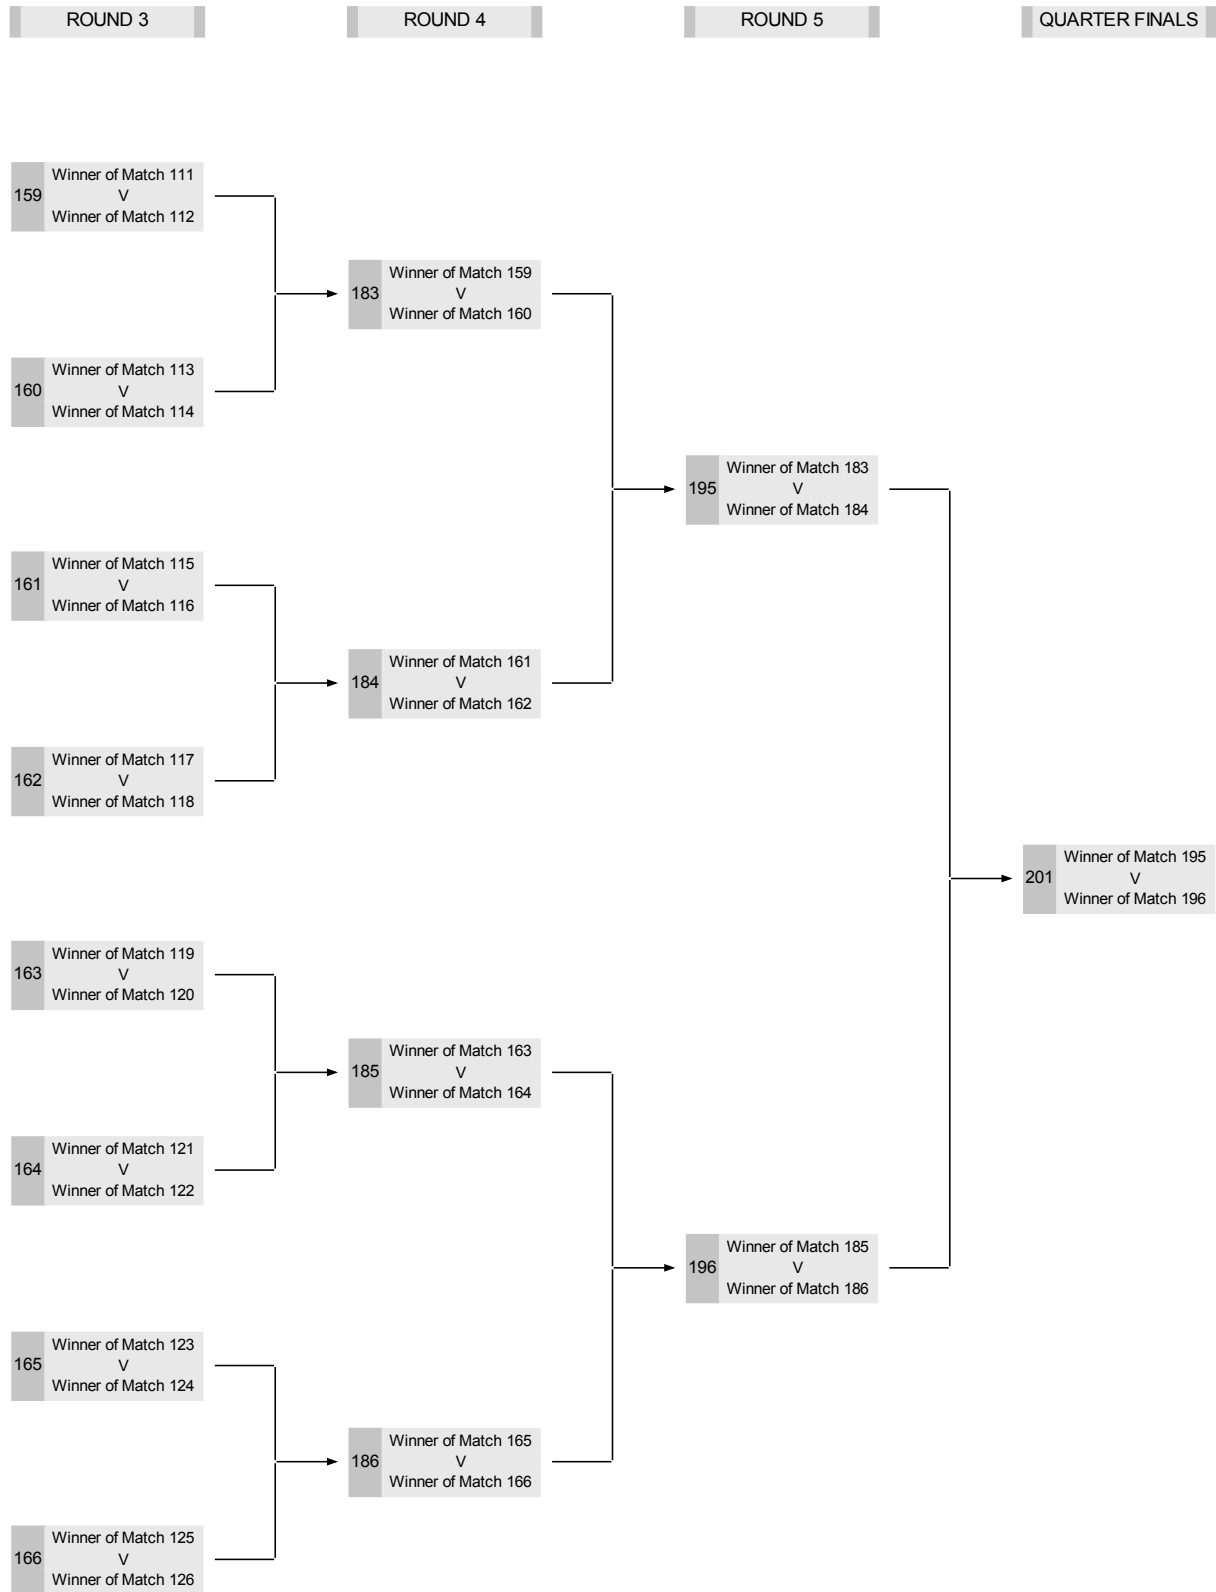 ROUND 3
ROUND 4
ROUND 5
QUARTER FINALS
159
Winner of Match 111
V
Winner of Match 112
160
Winner of Match 113
V
Winner of Match 114
161
Winner of Match 115
V
Winner of Match 116
162
Winner of Match 117
V
Winner of Match 118
163
Winner of Match 119
V
Winner of Match 120
164
Winner of Match 121
V
Winner of Match 122
165
Winner of Match 123
V
Winner of Match 124
166
Winner of Match 125
V
Winner of Match 126
183
Winner of Match 159
V
Winner of Match 160
184
Winner of Match 161
V
Winner of Match 162
185
Winner of Match 163
V
Winner of Match 164
186
Winner of Match 165
V
Winner of Match 166
195
Winner of Match 183
V
Winner of Match 184
196
Winner of Match 185
V
Winner of Match 186
201
Winner of Match 195
V
Winner of Match 196